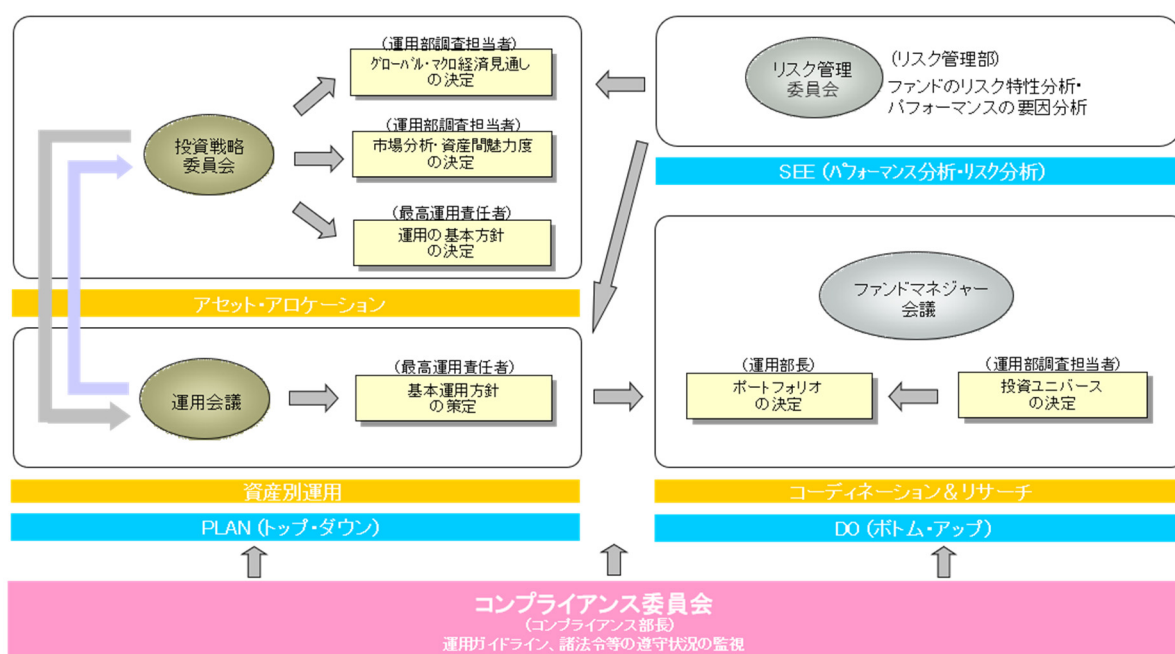 (運用部調査担当者)
グローバル・マクロ経済見通し
の決定
投資戦略
委員会
(運用部調査担当者)
市場分析・資産間魅力度
の決定
(最高運用責任者)
運用の基本方針
の決定
アセット・アロケーション
運用会議
(最高運用責任者)
基本運用方針
の策定
資産別運用
PLAN (トップ・ダウン)
リスク管理
委員会
(リスク管理部)
ファンドのリスク特性分析・
パフォーマンスの要因分析
SEE (パフォーマンス分析・リスク分析)
ファンドマネジャー
会議
(運用部長)
ポートフォリオ
の決定
(運用部調査担当者)
投資ユニバース
の決定
コーディネーション&リサーチ
DO (ボトム・アップ)
コンプライアンス委員会
(コンプライアンス部長)
運用ガイドライン、諸法令等の遵守状況の監視